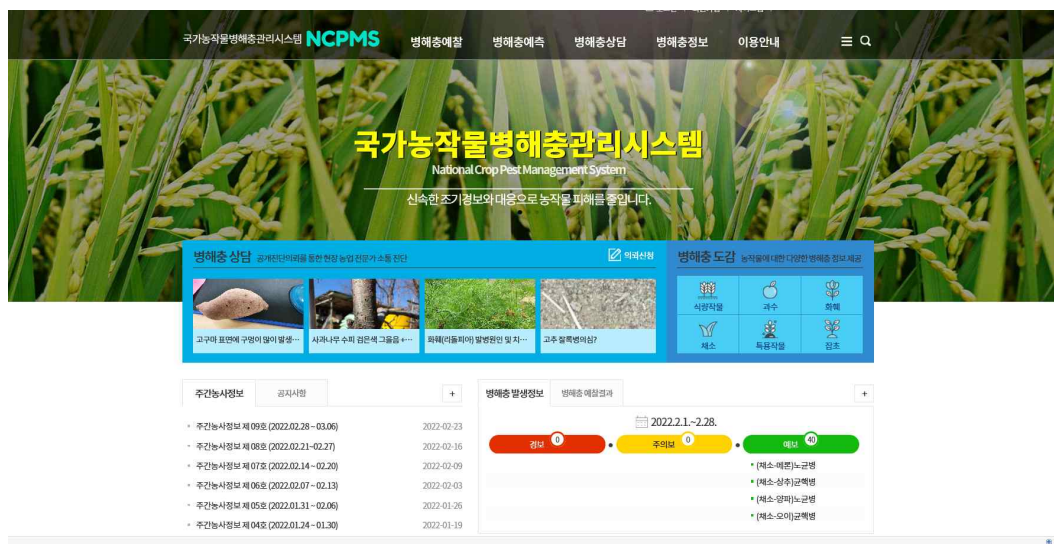 국가농작물병해충관리시스템 NCPMS
병해충예찰 병해충예측 병해충상담 병해충정보 이용안내
국가농작물병해충관리시스템
National Crop Pest Management System
신속한 조기경보와 대응으로 농작물 피해를 줄입니다.
병해충 상담 공개진단의뢰를 통한 현장 농업 전문가 소통 진단 의뢰신청
고구마 표면에 구멍이 많이 발생…
사과나무 수피 검은색 그을음 ←…
화훼(리돌피아) 발병원인 및 치…
고추 잘록병의심?
병해충 도감 농작물에 대한 다양한 병해충 정보 제공
식량작물 과수 화훼
채소 특용작물 잡초
주간농사정보 공지사항 +
주간농사정보 제 09호 (2022.02.28 ~ 03.06) 2022-02-23
주간농사정보 제 08호 (2022.02.21~02.27) 2022-02-16
주간농사정보 제 07호 (2022.02.14 ~ 02.20) 2022-02-09
주간농사정보 제 06호 (2022.02.07 ~ 02.13) 2022-02-03
주간농사정보 제 05호 (2022.01.31 ~ 02.06) 2022-01-26
주간농사정보 제 04호 (2022.01.24 ~ 01.30) 2022-01-19
병해충 발생정보 병해충 예찰결과 +
2022.2.1.~2.28.
경보 0 주의보 0 예보 40
(채소-메론)노균병
(채소-상추)균핵병
(채소-양파)노균병
(채소-오이)균핵병